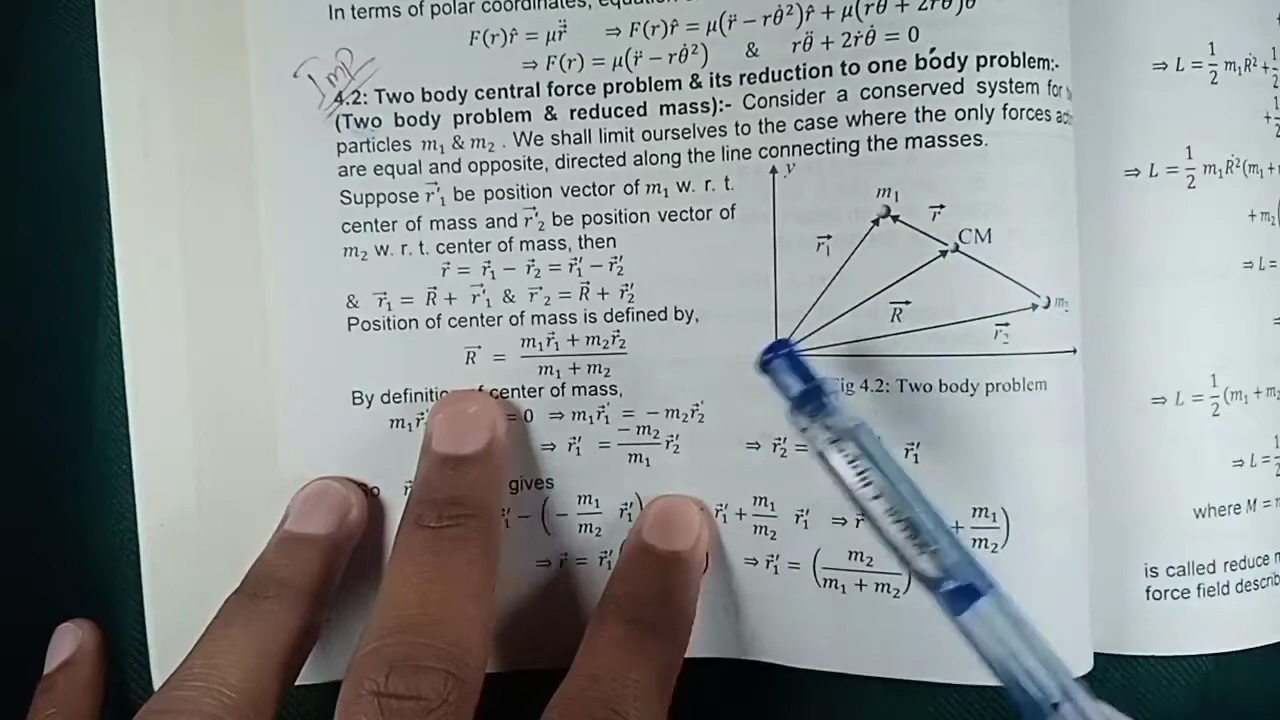 In terms of polar coordinates,
F(r)r̂ = μr̈⃗ ⇒ F(r)r̂ = μ(r̈ − rθ̇²)r̂ + μ(rθ̈ + 2ṙθ̇)θ̂
⇒ F(r) = μ(r̈ − rθ̇²) & rθ̈ + 2ṙθ̇ = 0
Imp
4.2: Two body central force problem & its reduction to one body problem:-
(Two body problem & reduced mass):- Consider a conserved system for
particles m₁ & m₂ . We shall limit ourselves to the case where the only forces
are equal and opposite, directed along the line connecting the masses.
Suppose r⃗′₁ be position vector of m₁ w. r. t.
center of mass and r⃗′₂ be position vector of
m₂ w. r. t. center of mass, then
r⃗ = r⃗₁ − r⃗₂ = r⃗₁′ − r⃗₂′
& r⃗₁ = R⃗ + r⃗′₁ & r⃗₂ = R⃗ + r⃗₂′
Position of center of mass is defined by,
R⃗ = (m₁r⃗₁ + m₂r⃗₂)/(m₁ + m₂)
By center of mass,
= 0 ⇒ m₁r⃗₁′ = − m₂r⃗₂′
⇒ r⃗₁′ = (−m₂/m₁) r⃗₂′ ⇒ r⃗₂′ = r⃗₁′
gives
− (− (m₁/m₂) r⃗₁′) r⃗₁′ + (m₁/m₂) r⃗₁′ ⇒ r⃗ + m₁/m₂)
⇒ r⃗ = r⃗₁′ ⇒ r⃗₁′ = (m₂/(m₁ + m₂))
y
m₁
r⃗
CM
r⃗₁
R⃗
m₂
r⃗₂
Fig 4.2: Two body problem
⇒ L = ½ m₁Ṙ² +
⇒ L = ½ m₁Ṙ²(m₁ +
+ m₂
⇒ L =
⇒ L = ½(m₁ + m₂
⇒ L =
where M =
is called reduce
force field